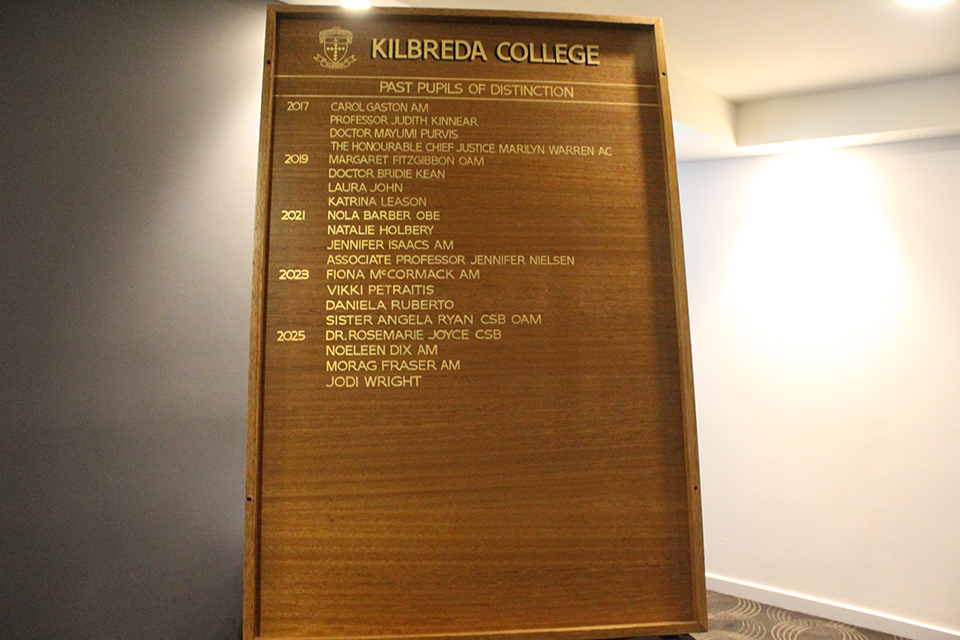 KILBREDA COLLEGE
PAST PUPILS OF DISTINCTION
2017 CAROL GASTON AM
PROFESSOR JUDITH KINNEAR
DOCTOR MAYUMI PURVIS
THE HONOURABLE CHIEF JUSTICE MARILYN WARREN AC
2019 MARGARET FITZGIBBON OAM
DOCTOR BRIDIE KEAN
LAURA JOHN
KATRINA LEASON
2021 NOLA BARBER OBE
NATALIE HOLBERY
JENNIFER ISAACS AM
ASSOCIATE PROFESSOR JENNIFER NIELSEN
2023 FIONA McCORMACK AM
VIKKI PETRAITIS
DANIELA RUBERTO
SISTER ANGELA RYAN CSB OAM
2025 DR. ROSEMARIE JOYCE CSB
NOELEEN DIX AM
MORAG FRASER AM
JODI WRIGHT